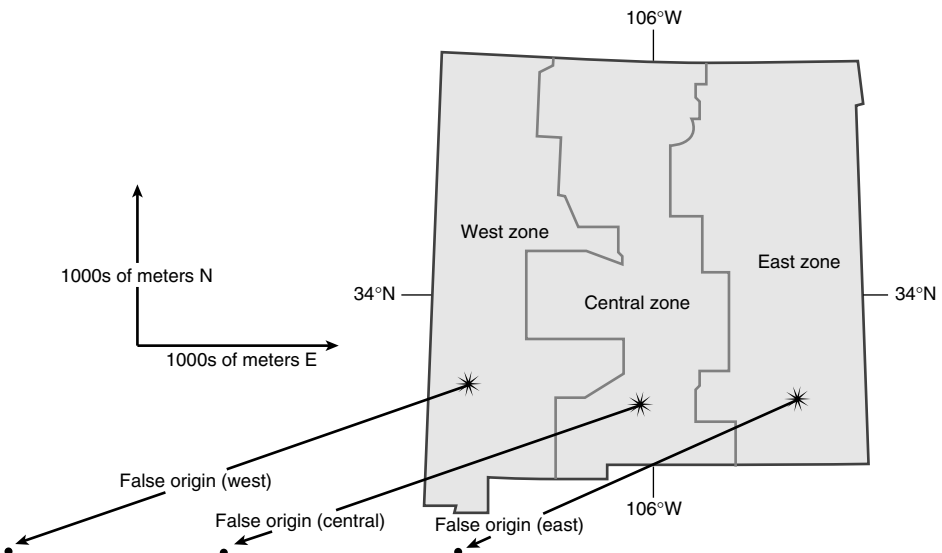 106°W
West zone
East zone
1000s of meters N
34°N
Central zone
34°N
1000s of meters E
False origin (west)
106°W
False origin (central)
False origin (east)